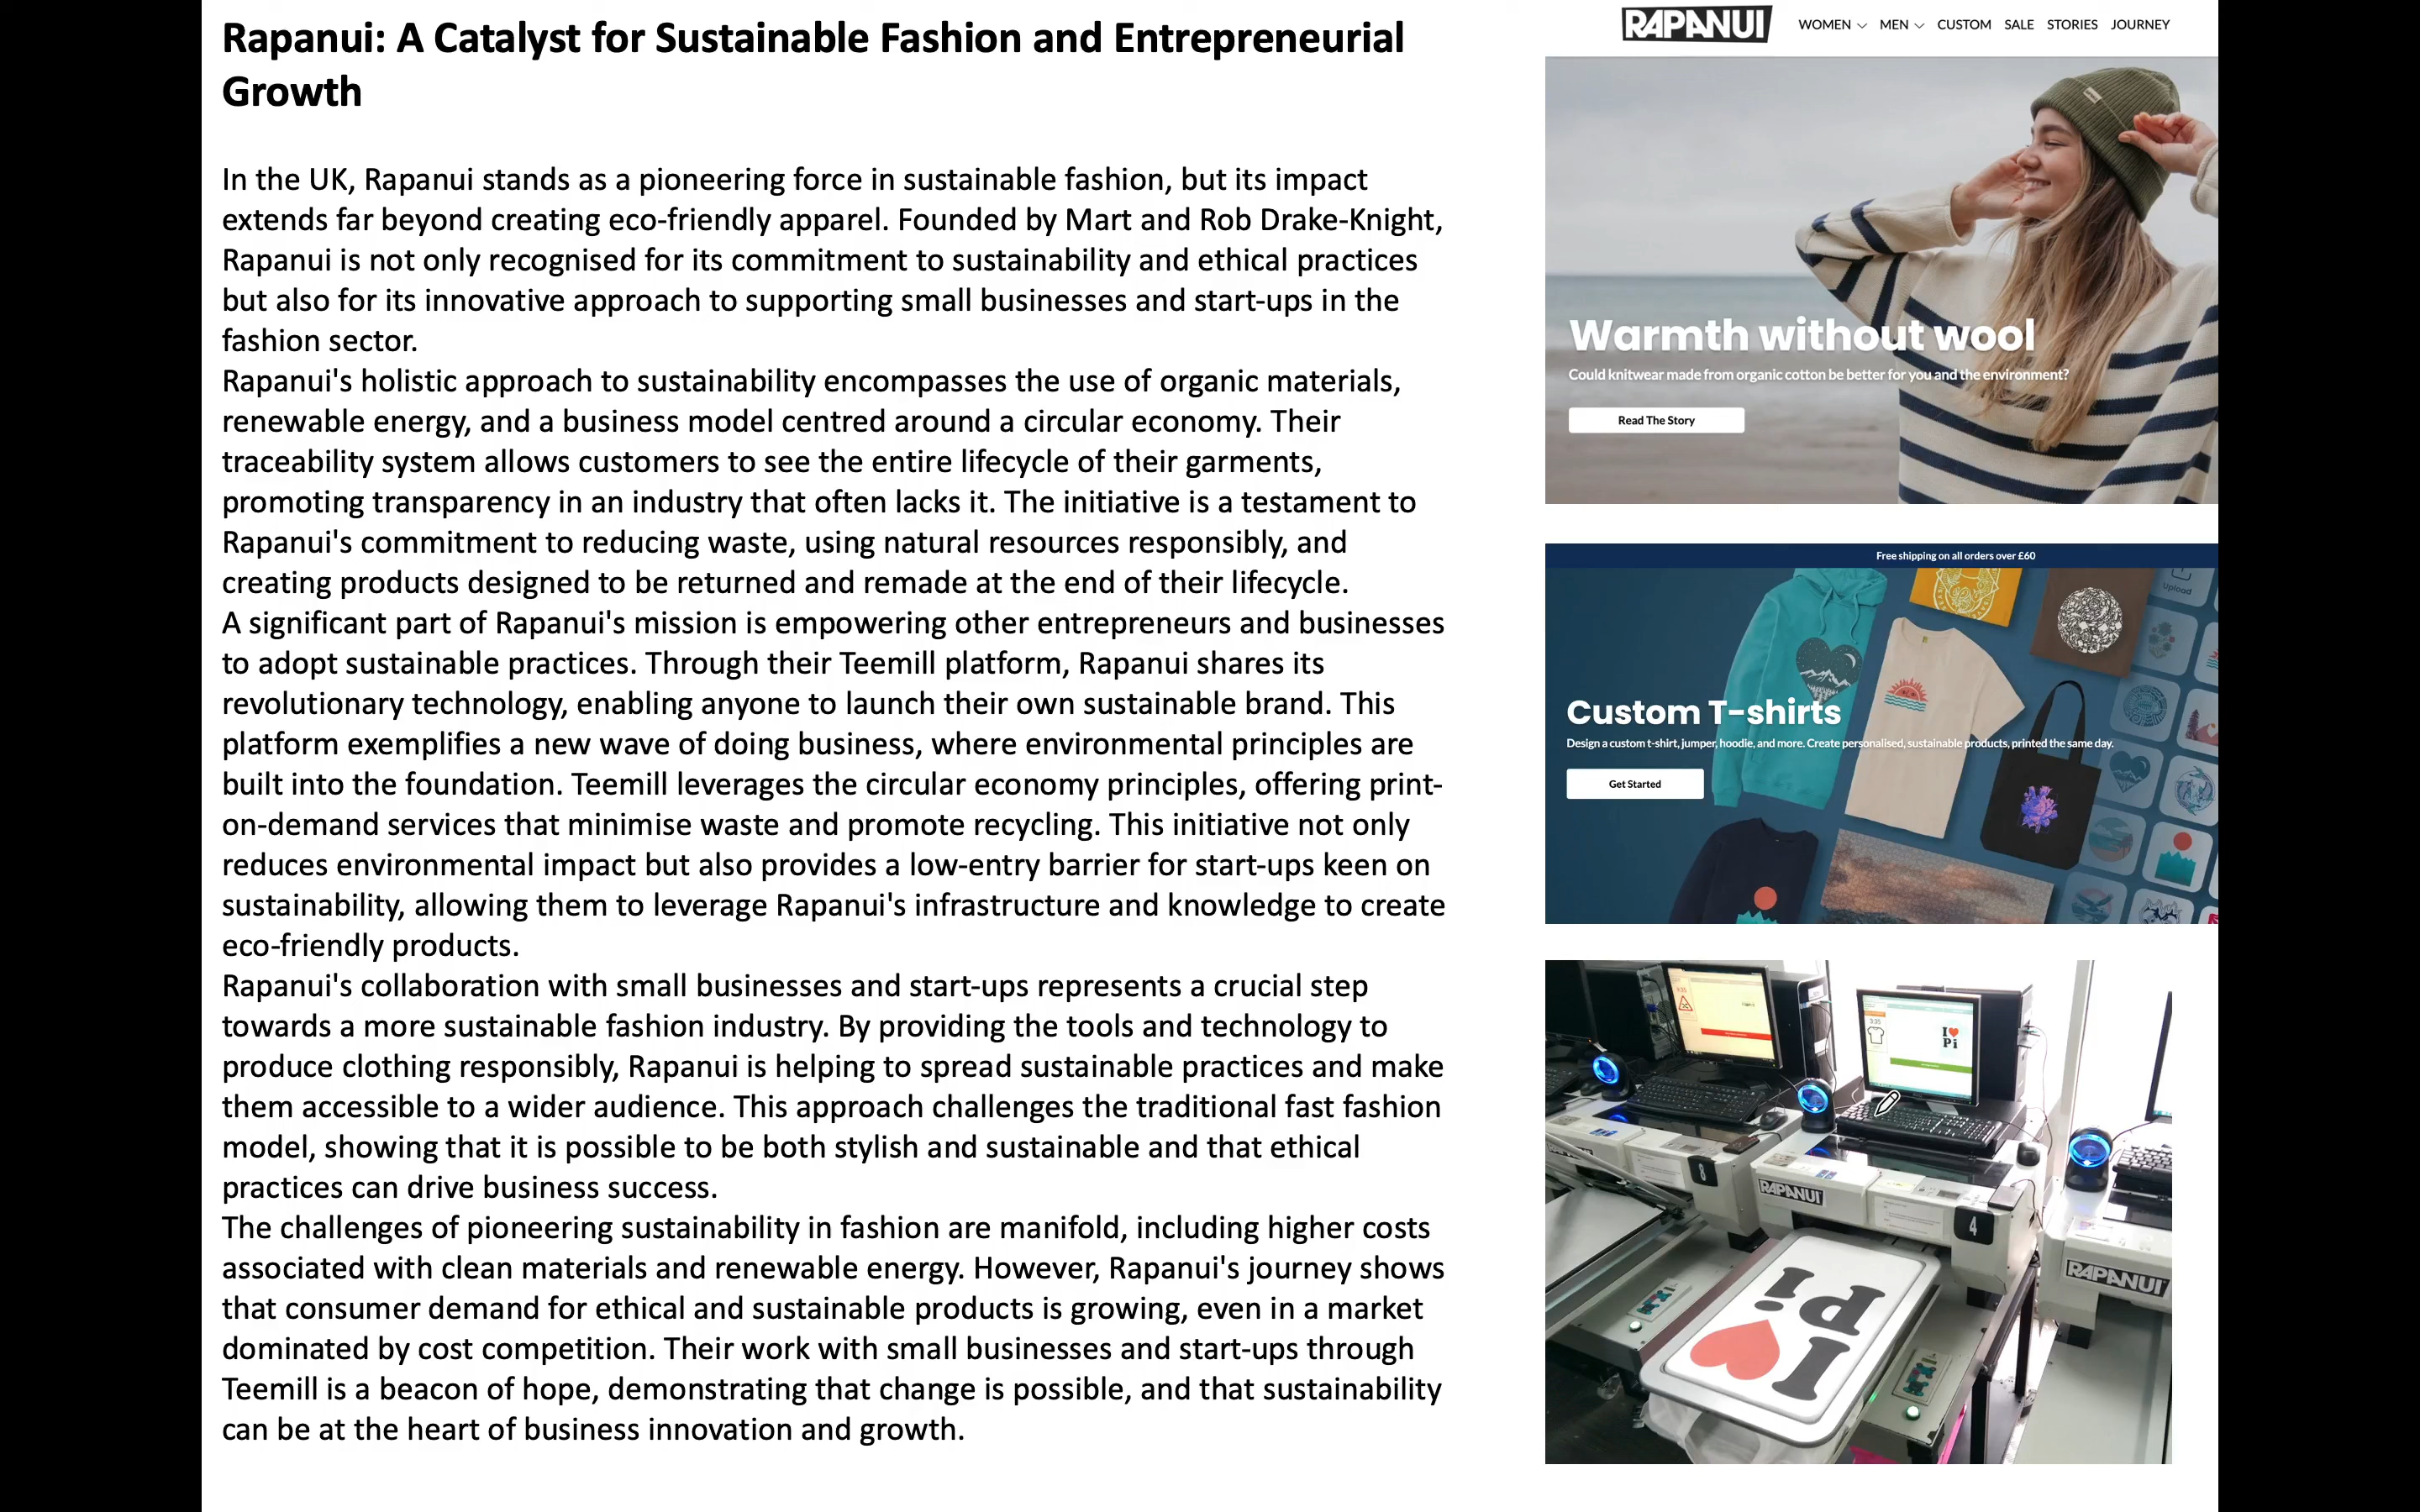 Rapanui: A Catalyst for Sustainable Fashion and Entrepreneurial
Growth
In the UK, Rapanui stands as a pioneering force in sustainable fashion, but its impact
extends far beyond creating eco-friendly apparel. Founded by Mart and Rob Drake-Knight,
Rapanui is not only recognised for its commitment to sustainability and ethical practices
but also for its innovative approach to supporting small businesses and start-ups in the
fashion sector.
Rapanui's holistic approach to sustainability encompasses the use of organic materials,
renewable energy, and a business model centred around a circular economy. Their
traceability system allows customers to see the entire lifecycle of their garments,
promoting transparency in an industry that often lacks it. The initiative is a testament to
Rapanui's commitment to reducing waste, using natural resources responsibly, and
creating products designed to be returned and remade at the end of their lifecycle.
A significant part of Rapanui's mission is empowering other entrepreneurs and businesses
to adopt sustainable practices. Through their Teemill platform, Rapanui shares its
revolutionary technology, enabling anyone to launch their own sustainable brand. This
platform exemplifies a new wave of doing business, where environmental principles are
built into the foundation. Teemill leverages the circular economy principles, offering print-
on-demand services that minimise waste and promote recycling. This initiative not only
reduces environmental impact but also provides a low-entry barrier for start-ups keen on
sustainability, allowing them to leverage Rapanui's infrastructure and knowledge to create
eco-friendly products.
Rapanui's collaboration with small businesses and start-ups represents a crucial step
towards a more sustainable fashion industry. By providing the tools and technology to
produce clothing responsibly, Rapanui is helping to spread sustainable practices and make
them accessible to a wider audience. This approach challenges the traditional fast fashion
model, showing that it is possible to be both stylish and sustainable and that ethical
practices can drive business success.
The challenges of pioneering sustainability in fashion are manifold, including higher costs
associated with clean materials and renewable energy. However, Rapanui's journey shows
that consumer demand for ethical and sustainable products is growing, even in a market
dominated by cost competition. Their work with small businesses and start-ups through
Teemill is a beacon of hope, demonstrating that change is possible, and that sustainability
can be at the heart of business innovation and growth.
RAPANUI WOMEN MEN CUSTOM SALE STORIES JOURNEY
Warmth without wool
Could knitwear made from organic cotton be better for you and the environment?
Read The Story
Free shipping on all orders over £60
Upload
Custom T-shirts
Design a custom t-shirt, jumper, hoodie, and more. Create personalised, sustainable products, printed the same day.
Get Started
9:35
I
Pi
8
RAPANUI
4
RAPANUI
I
Pi